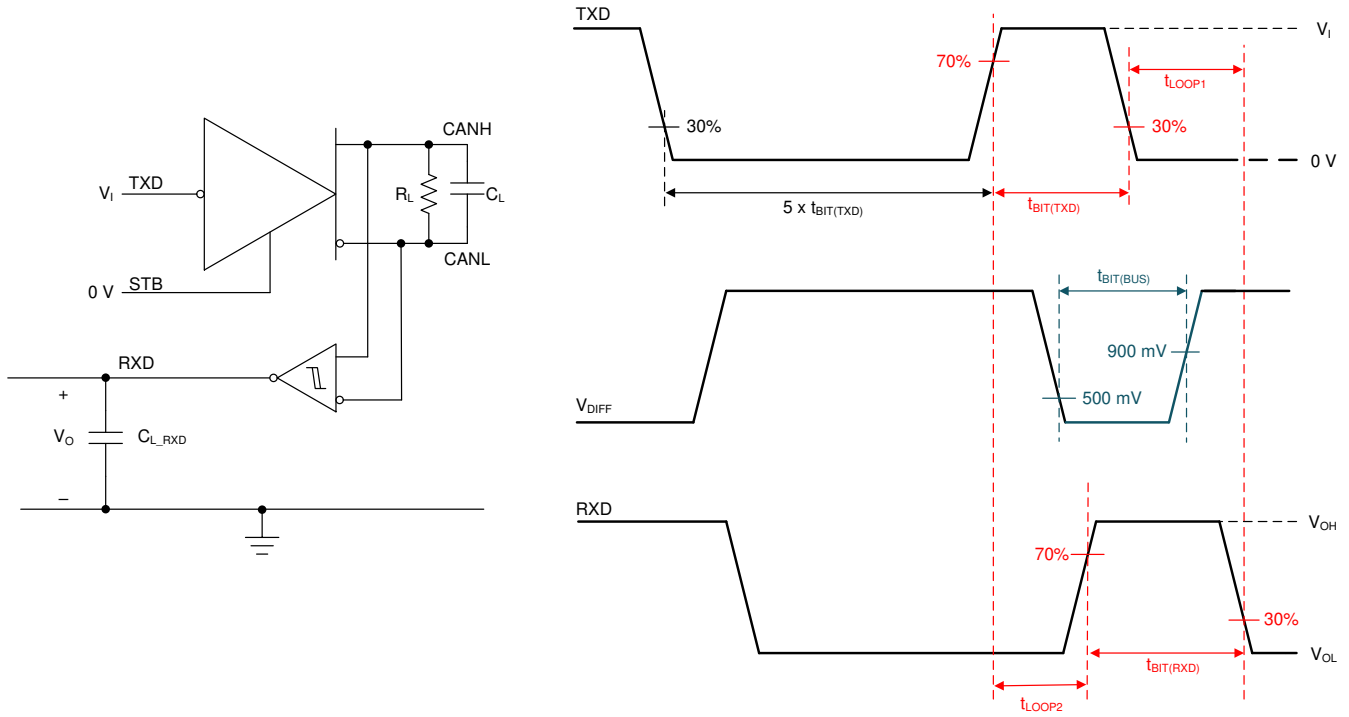 CANH
TXD
V_I
R_L
C_L
CANL
STB
0 V
RXD
+
V_O
C_L_RXD
–
TXD
V_I
70%
t_LOOP1
30%
30%
0 V
5 x t_BIT(TXD)
t_BIT(TXD)
t_BIT(BUS)
900 mV
500 mV
V_DIFF
RXD
V_OH
70%
30%
V_OL
t_BIT(RXD)
t_LOOP2